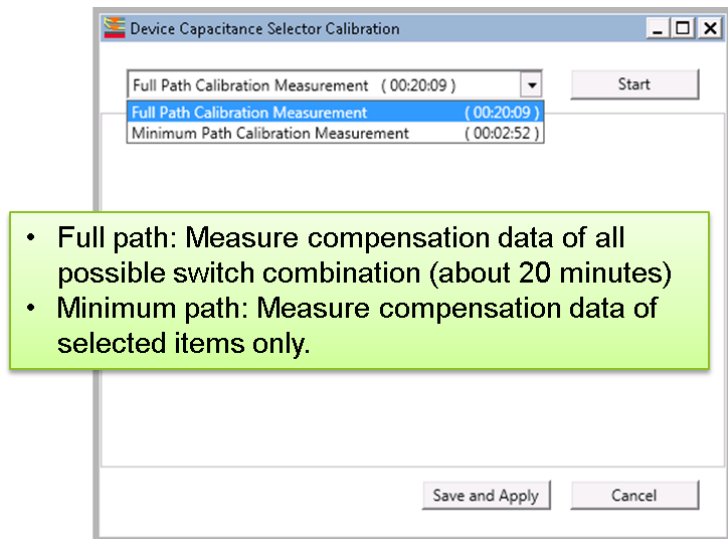 Device Capacitance Selector Calibration
Full Path Calibration Measurement ( 00:20:09 )
Start
Full Path Calibration Measurement ( 00:20:09 )
Minimum Path Calibration Measurement ( 00:02:52 )
• Full path: Measure compensation data of all
possible switch combination (about 20 minutes)
• Minimum path: Measure compensation data of
selected items only.
Save and Apply
Cancel